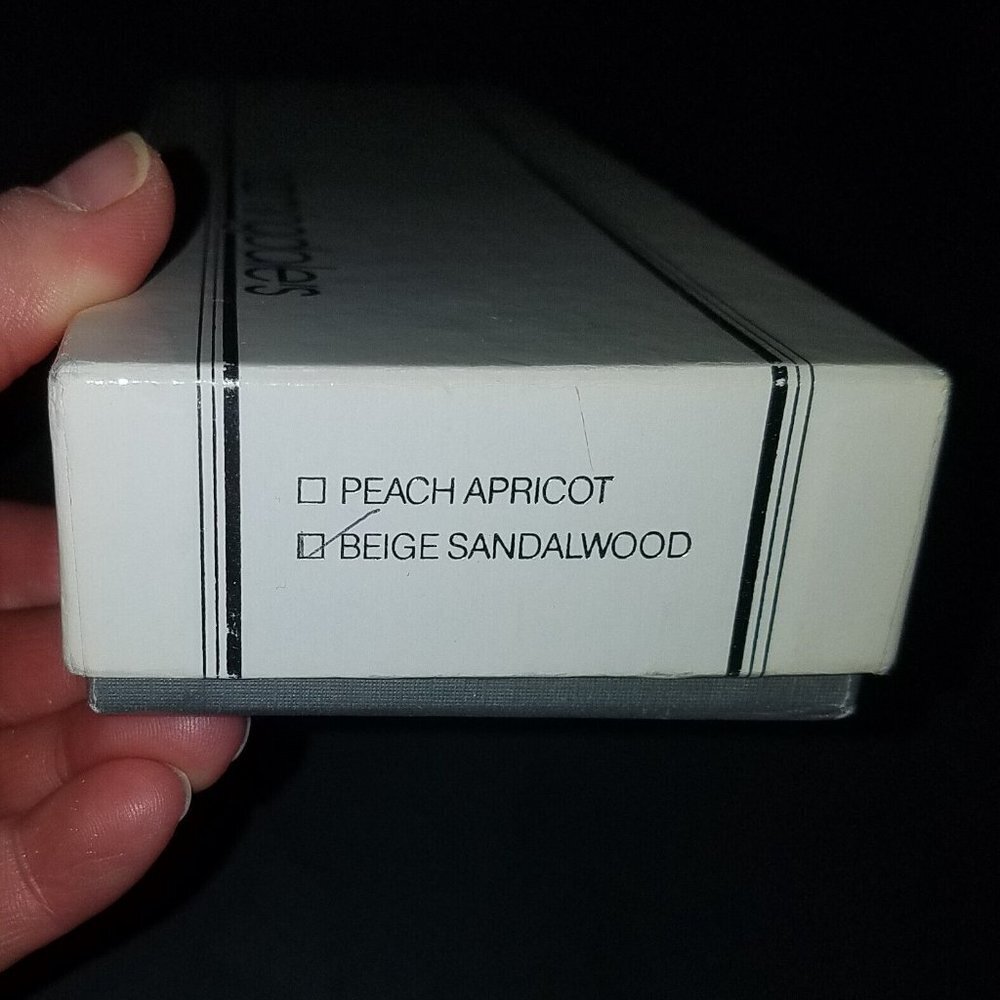 ☐ PEACH APRICOT
☑ BEIGE SANDALWOOD